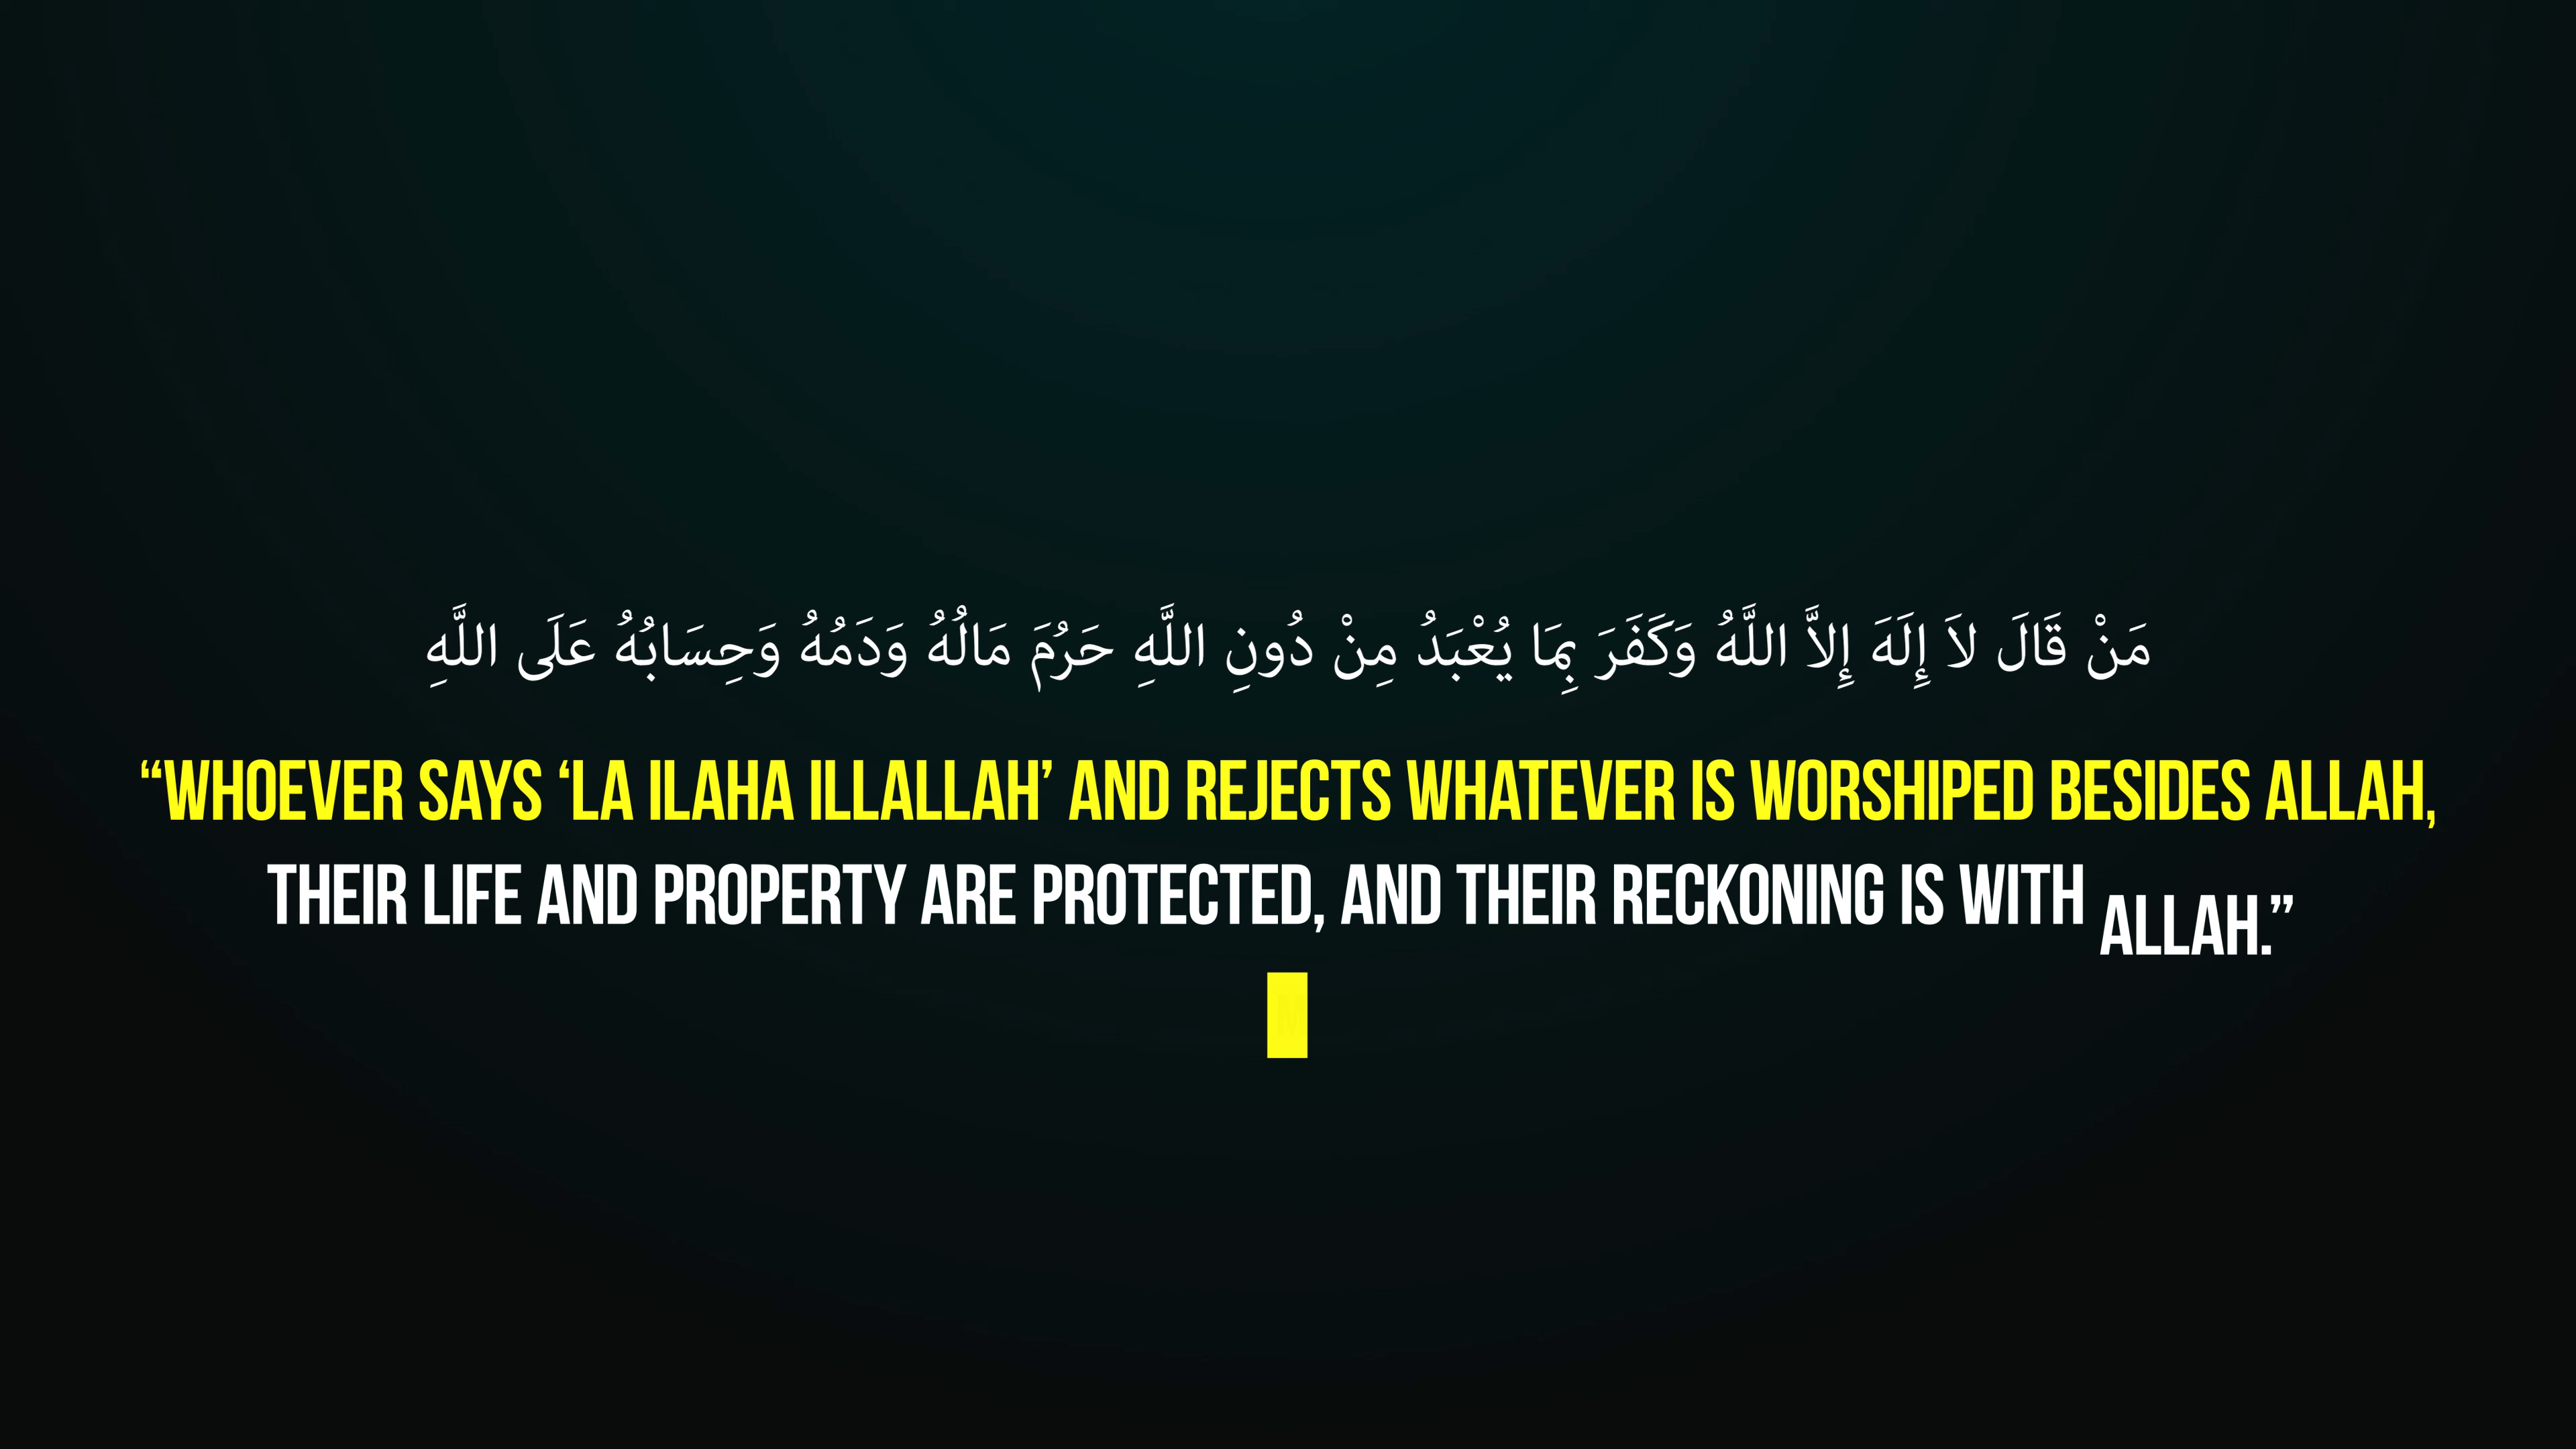 مَنْ قَالَ لاَ إِلَهَ إِلاَّ اللَّهُ وَكَفَرَ بِمَا يُعْبَدُ مِنْ دُونِ اللَّهِ حَرُمَ مَالُهُ وَدَمُهُ وَحِسَابُهُ عَلَى اللَّهِ
“WHOEVER SAYS ‘LA ILAHA ILLALLAH’ AND REJECTS WHATEVER IS WORSHIPED BESIDES ALLAH,
THEIR LIFE AND PROPERTY ARE PROTECTED, AND THEIR RECKONING IS WITH ALLAH.”